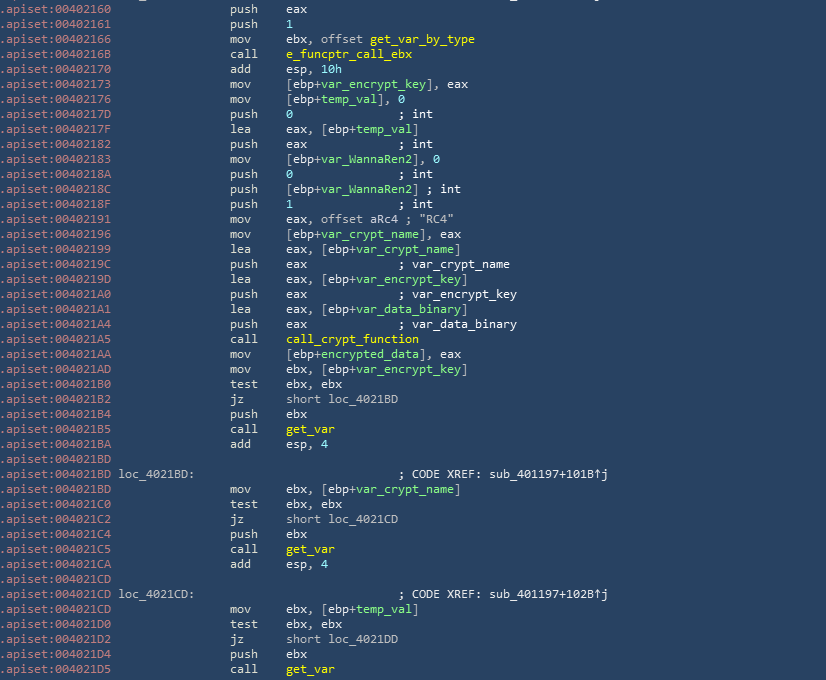 .apiset:00402160 push eax
.apiset:00402161 push 1
.apiset:00402166 mov ebx, offset get_var_by_type
.apiset:0040216B call e_funcptr_call_ebx
.apiset:00402170 add esp, 10h
.apiset:00402173 mov [ebp+var_encrypt_key], eax
.apiset:00402176 mov [ebp+temp_val], 0
.apiset:0040217D push 0 ; int
.apiset:0040217F lea eax, [ebp+temp_val]
.apiset:00402182 push eax ; int
.apiset:00402183 mov [ebp+var_WannaRen2], 0
.apiset:0040218A push 0 ; int
.apiset:0040218C push [ebp+var_WannaRen2] ; int
.apiset:0040218F push 1 ; int
.apiset:00402191 mov eax, offset aRc4 ; "RC4"
.apiset:00402196 mov [ebp+var_crypt_name], eax
.apiset:00402199 lea eax, [ebp+var_crypt_name]
.apiset:0040219C push eax ; var_crypt_name
.apiset:0040219D lea eax, [ebp+var_encrypt_key]
.apiset:004021A0 push eax ; var_encrypt_key
.apiset:004021A1 lea eax, [ebp+var_data_binary]
.apiset:004021A4 push eax ; var_data_binary
.apiset:004021A5 call call_crypt_function
.apiset:004021AA mov [ebp+encrypted_data], eax
.apiset:004021AD mov ebx, [ebp+var_encrypt_key]
.apiset:004021B0 test ebx, ebx
.apiset:004021B2 jz short loc_4021BD
.apiset:004021B4 push ebx
.apiset:004021B5 call get_var
.apiset:004021BA add esp, 4
.apiset:004021BD
.apiset:004021BD loc_4021BD: ; CODE XREF: sub_401197+101B↑j
.apiset:004021BD mov ebx, [ebp+var_crypt_name]
.apiset:004021C0 test ebx, ebx
.apiset:004021C2 jz short loc_4021CD
.apiset:004021C4 push ebx
.apiset:004021C5 call get_var
.apiset:004021CA add esp, 4
.apiset:004021CD
.apiset:004021CD loc_4021CD: ; CODE XREF: sub_401197+102B↑j
.apiset:004021CD mov ebx, [ebp+temp_val]
.apiset:004021D0 test ebx, ebx
.apiset:004021D2 jz short loc_4021DD
.apiset:004021D4 push ebx
.apiset:004021D5 call get_var